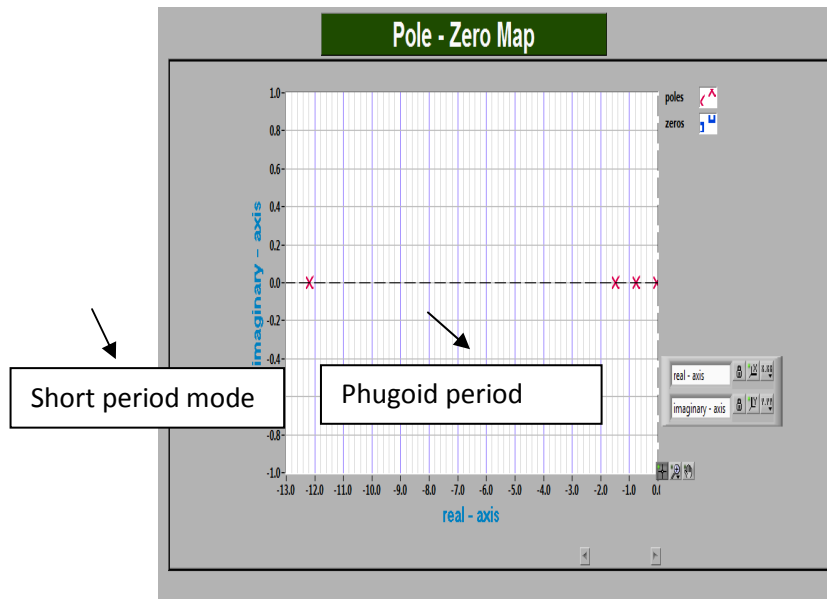 Pole - Zero Map
poles
zeros
imaginary - axis
1.0
0.8
0.6
0.4
0.2
0.0
-0.2
-0.4
-0.8
-1.0
-13.0 -12.0 -11.0 -10.0 -9.0 -8.0 -7.0 -6.0 -5.0 -4.0 -3.0 -2.0 -1.0
real - axis
Short period mode
Phugoid period
real - axis
imaginary - axis